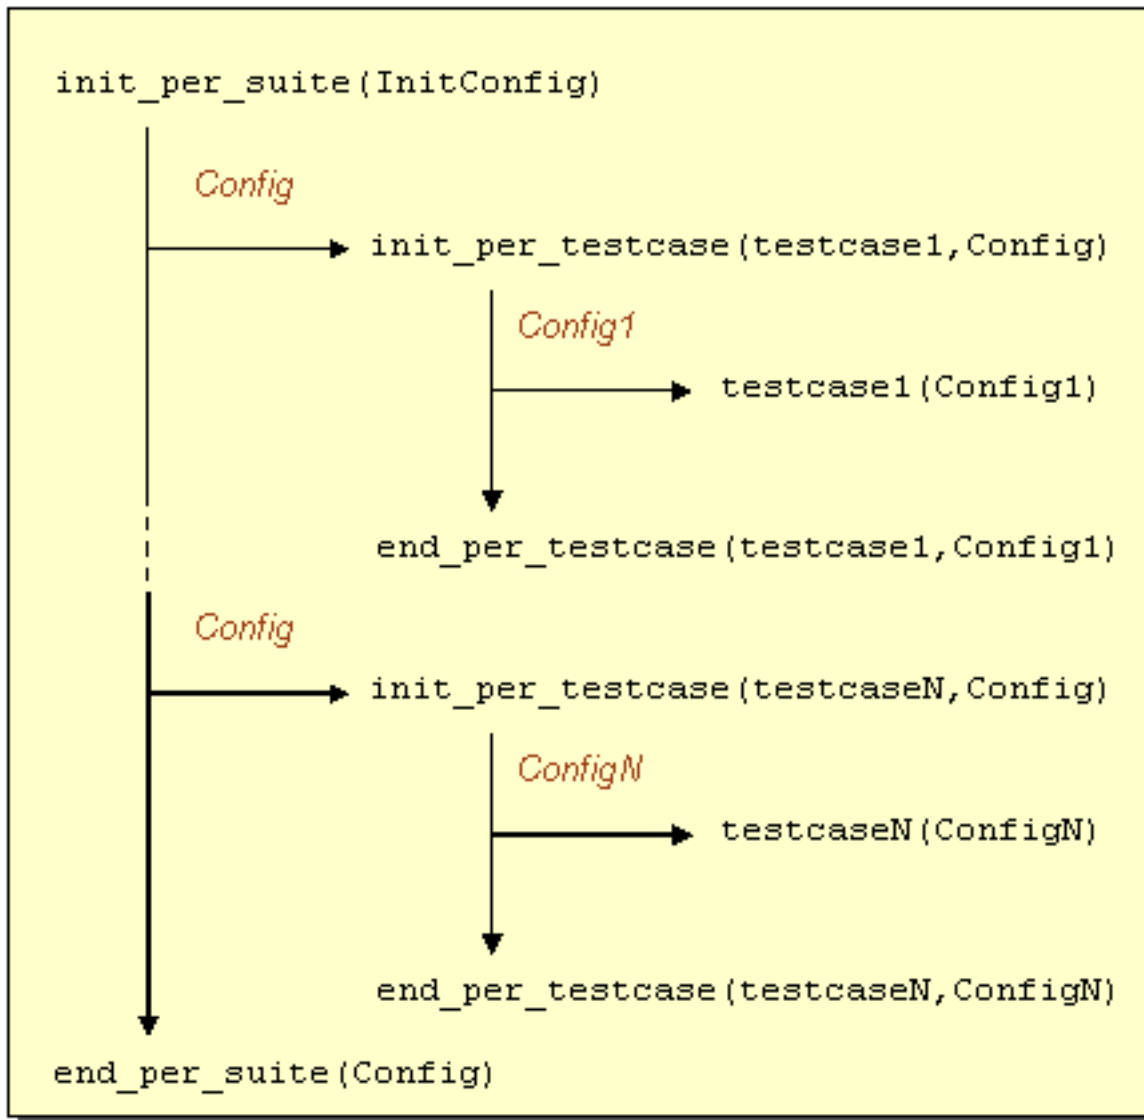 init_per_suite(InitConfig)
Config
init_per_testcase(testcase1,Config)
Config1
testcase1(Config1)
end_per_testcase(testcase1,Config1)
Config
init_per_testcase(testcaseN,Config)
ConfigN
testcaseN(ConfigN)
end_per_testcase(testcaseN,ConfigN)
end_per_suite(Config)